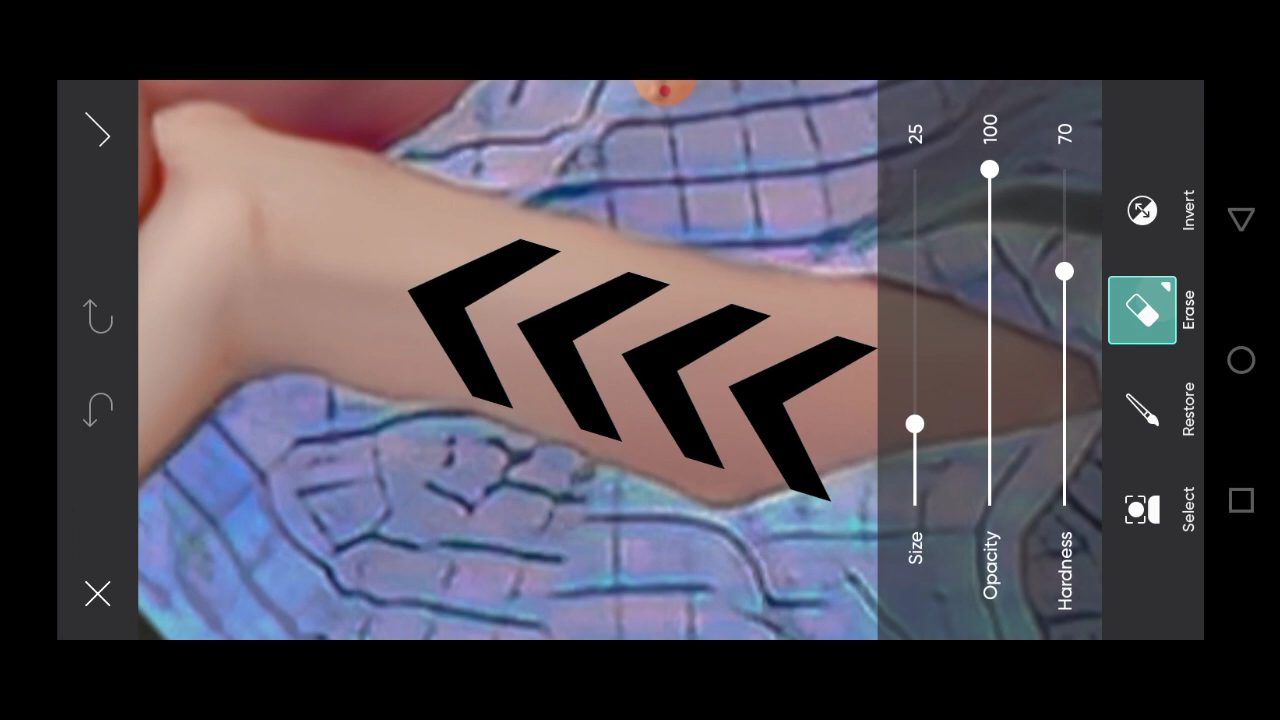 Size 25
Opacity 100
Hardness 70
Select
Restore
Erase
Invert